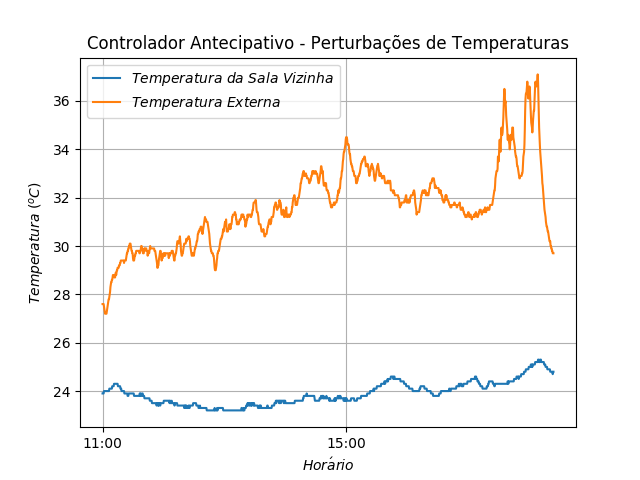 Controlador Antecipativo - Perturbações de Temperaturas
Temperatura da Sala Vizinha
Temperatura Externa
Temperatura (ºC)
36
34
32
30
28
26
24
11:00
15:00
Horário